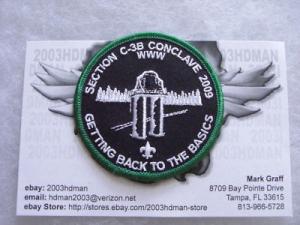 2003HDMAN
SECTION C-3B CONCLAVE 2009
WWW
GETTING BACK TO THE BASICS
ebay: 2003hdman
email: hdman2003@verizon.net
ebay Store: http://stores.ebay.com/2003hdman-store
Mark Graff
8709 Bay Pointe Drive
Tampa, FL 33615
813-966-5728